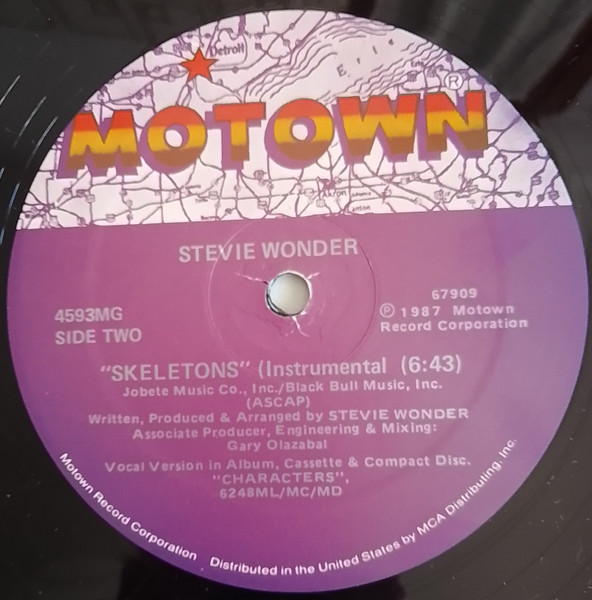 Detroit
Erie
®
MOTOWN
Akron
Canton
STEVIE WONDER
4593MG
SIDE TWO
67909
℗ 1987 Motown
Record Corporation
"SKELETONS" (Instrumental (6:43)
Jobete Music Co., Inc./Black Bull Music, Inc.
(ASCAP)
Written, Produced & Arranged by STEVIE WONDER
Associate Producer, Engineering & Mixing:
Gary Olazabal
Vocal Version in Album, Cassette & Compact Disc.
"CHARACTERS",
6248ML/MC/MD
Motown Record Corporation Distributed in the United States by MCA Distributing, Inc.